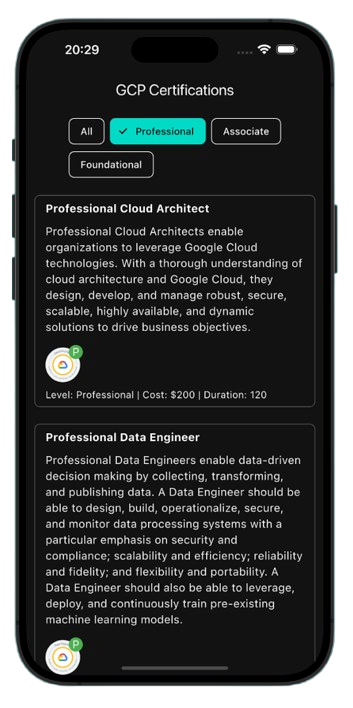 20:29
GCP Certifications
All
Professional
Associate
Foundational
Professional Cloud Architect
Professional Cloud Architects enable
organizations to leverage Google Cloud
technologies. With a thorough understanding of
cloud architecture and Google Cloud, they
design, develop, and manage robust, secure,
scalable, highly available, and dynamic
solutions to drive business objectives.
P
Level: Professional | Cost: $200 | Duration: 120
Professional Data Engineer
Professional Data Engineers enable data-driven
decision making by collecting, transforming,
and publishing data. A Data Engineer should be
able to design, build, operationalize, secure,
and monitor data processing systems with a
particular emphasis on security and
compliance; scalability and efficiency; reliability
and fidelity; and flexibility and portability. A
Data Engineer should also be able to leverage,
deploy, and continuously train pre-existing
machine learning models.
P